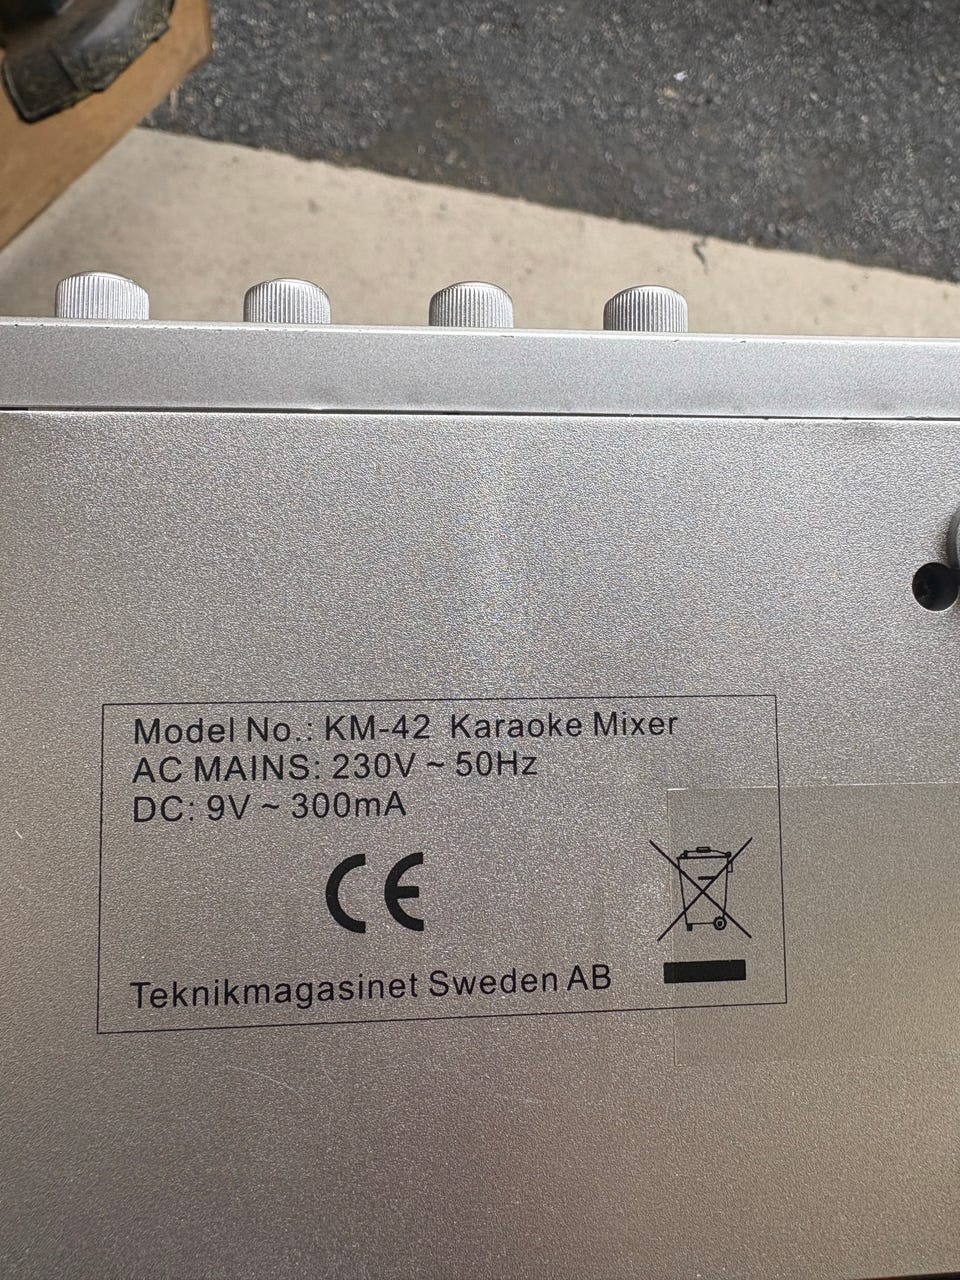 Model No.: KM-42 Karaoke Mixer
AC MAINS: 230V ~ 50Hz
DC: 9V ~ 300mA
CE
Teknikmagasinet Sweden AB